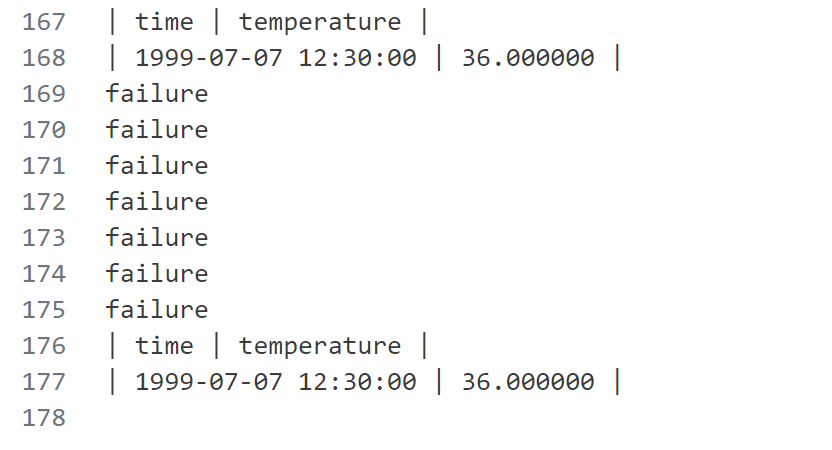 167 | time | temperature |
168 | 1999-07-07 12:30:00 | 36.000000 |
169 failure
170 failure
171 failure
172 failure
173 failure
174 failure
175 failure
176 | time | temperature |
177 | 1999-07-07 12:30:00 | 36.000000 |
178